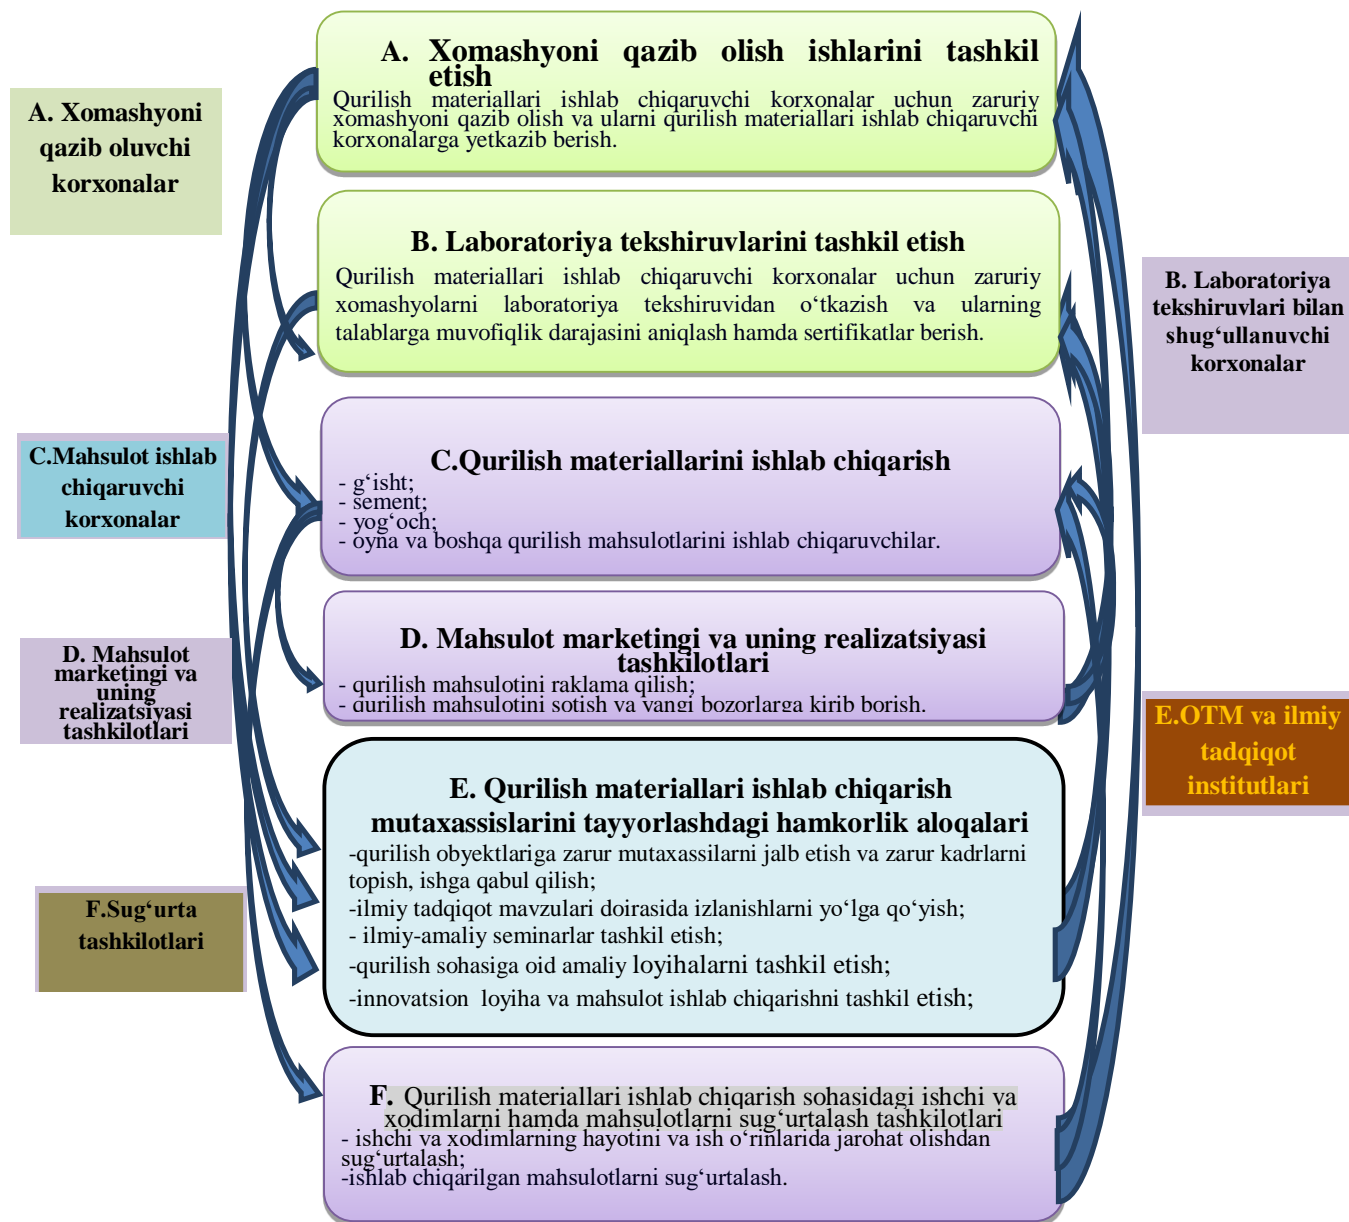 A. Xomashyoni qazib olish ishlarini tashkil
etish
Qurilish materiallari ishlab chiqaruvchi korxonalar uchun zaruriy
xomashyoni qazib olish va ularni qurilish materiallari ishlab chiqaruvchi
korxonalarga yetkazib berish.
A. Xomashyoni
qazib oluvchi
korxonalar
B. Laboratoriya tekshiruvlarini tashkil etish
Qurilish materiallari ishlab chiqaruvchi korxonalar uchun zaruriy
xomashyolarni laboratoriya tekshiruvidan o‘tkazish va ularning
talablarga muvofiqlik darajasini aniqlash hamda sertifikatlar berish.
B. Laboratoriya
tekshiruvlari bilan
shug‘ullanuvchi
korxonalar
C.Mahsulot ishlab
chiqaruvchi
korxonalar
C.Qurilish materiallarini ishlab chiqarish
- g‘isht;
- sement;
- yog‘och;
- oyna va boshqa qurilish mahsulotlarini ishlab chiqaruvchilar.
D. Mahsulot
marketingi va
uning
realizatsiyasi
tashkilotlari
D. Mahsulot marketingi va uning realizatsiyasi
tashkilotlari
- qurilish mahsulotini raklama qilish;
- qurilish mahsulotini sotish va yangi bozorlarga kirib borish.
E.OTM va ilmiy
tadqiqot
institutlari
E. Qurilish materiallari ishlab chiqarish
mutaxassislarini tayyorlashdagi hamkorlik aloqalari
-qurilish obyektlariga zarur mutaxassilarni jalb etish va zarur kadrlarni
topish, ishga qabul qilish;
-ilmiy tadqiqot mavzulari doirasida izlanishlarni yo‘lga qo‘yish;
- ilmiy-amaliy seminarlar tashkil etish;
-qurilish sohasiga oid amaliy loyihalarni tashkil etish;
-innovatsion loyiha va mahsulot ishlab chiqarishni tashkil etish;
F.Sug‘urta
tashkilotlari
F. Qurilish materiallari ishlab chiqarish sohasidagi ishchi va
xodimlarni hamda mahsulotlarni sug‘urtalash tashkilotlari
- ishchi va xodimlarning hayotini va ish o‘rinlarida jarohat olishdan
sug‘urtalash;
-ishlab chiqarilgan mahsulotlarni sug‘urtalash.